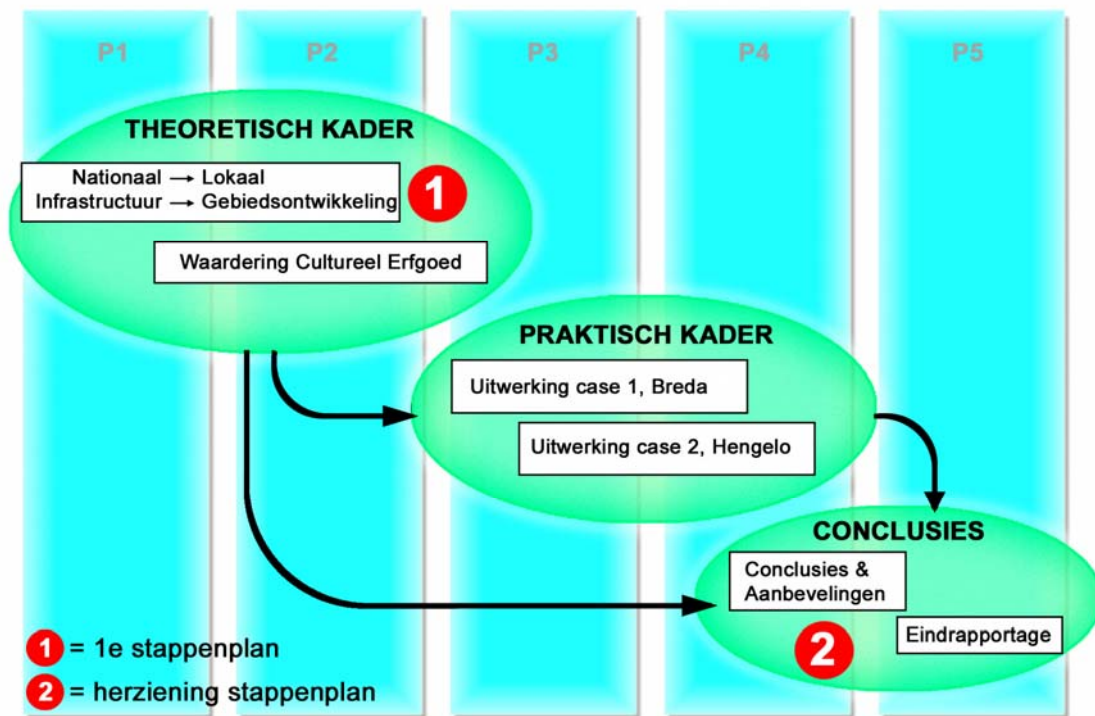 P1 P2 P3 P4 P5
THEORETISCH KADER
Nationaal → Lokaal
Infrastructuur → Gebiedsontwikkeling
1
Waardering Cultureel Erfgoed
PRAKTISCH KADER
Uitwerking case 1, Breda
Uitwerking case 2, Hengelo
CONCLUSIES
Conclusies &
Aanbevelingen
Eindrapportage
2
1 = 1e stappenplan
2 = herziening stappenplan